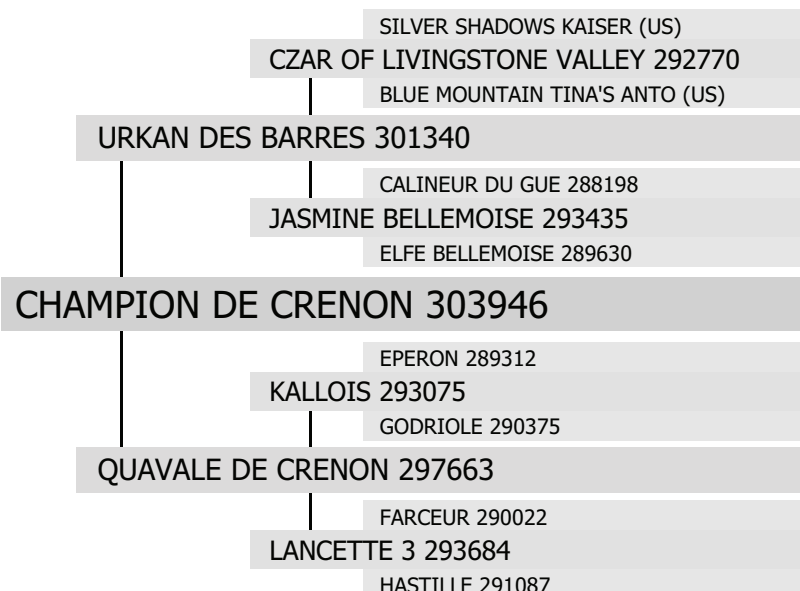 SILVER SHADOWS KAISER (US)
CZAR OF LIVINGSTONE VALLEY 292770
BLUE MOUNTAIN TINA'S ANTO (US)
URKAN DES BARRES 301340
CALINEUR DU GUE 288198
JASMINE BELLEMOISE 293435
ELFE BELLEMOISE 289630
CHAMPION DE CRENON 303946
EPERON 289312
KALLOIS 293075
GODRIOLE 290375
QUAVALE DE CRENON 297663
FARCEUR 290022
LANCETTE 3 293684
HASTILLE 291087